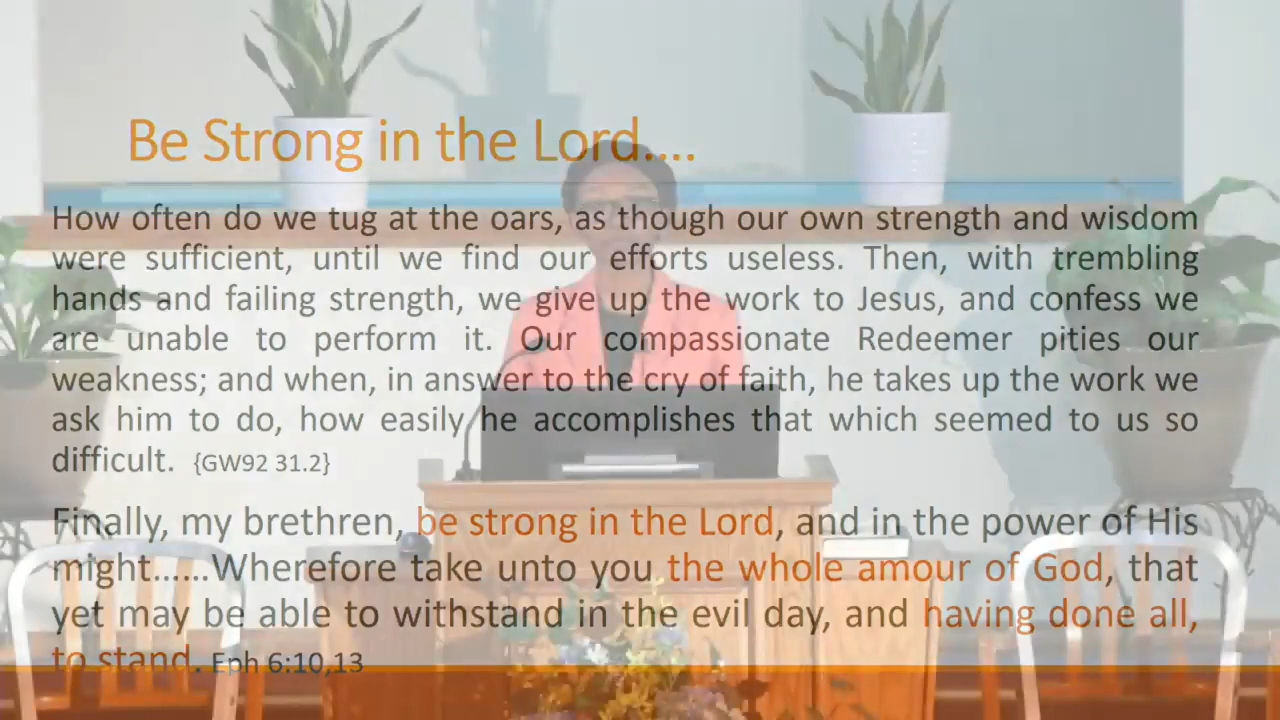 Be Strong in the Lord....
How often do we tug at the oars, as though our own strength and wisdom
were sufficient, until we find our efforts useless. Then, with trembling
hands and failing strength, we give up the work to Jesus, and confess we
are unable to perform it. Our compassionate Redeemer pities our
weakness; and when, in answer to the cry of faith, he takes up the work we
ask him to do, how easily he accomplishes that which seemed to us so
difficult. {GW92 31.2}
Finally, my brethren, be strong in the Lord, and in the power of His
might......Wherefore take unto you the whole amour of God, that
yet may be able to withstand in the evil day, and having done all,
to stand. Eph 6:10,13